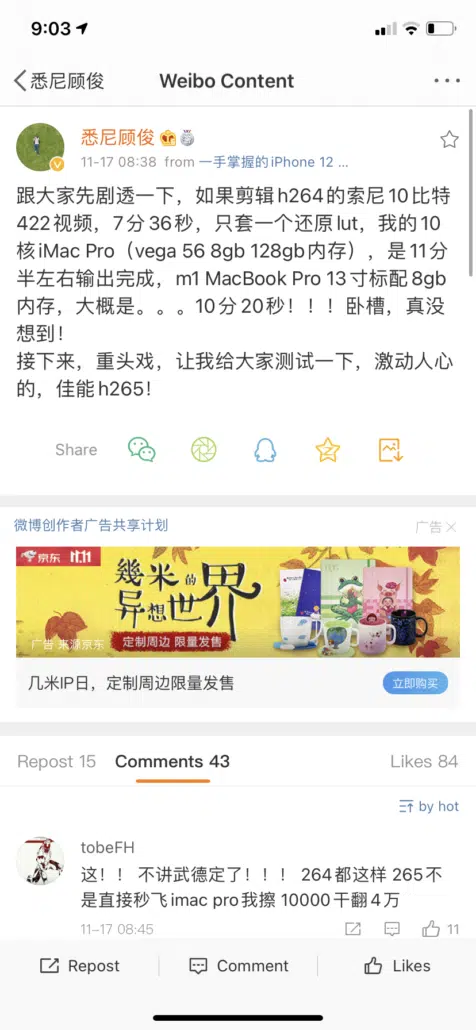 9:03
悉尼顾俊
Weibo Content
悉尼顾俊
11-17 08:38 from 一手掌握的iPhone 12 ...
跟大家先剧透一下，如果剪辑h264的索尼10比特
422视频，7分36秒，只套一个还原lut，我的10
核iMac Pro（vega 56 8gb 128gb内存），是11分
半左右输出完成，m1 MacBook Pro 13寸标配8gb
内存，大概是。。。10分20秒！！！卧槽，真没
想到！
接下来，重头戏，让我给大家测试一下，激动人心
的，佳能h265！
Share
微博创作者广告共享计划
广告
京东 11.11
幾米的
异想世界
广告 来源京东
定制周边 限量发售
几米IP日，定制周边限量发售
立即购买
Repost 15 Comments 43 Likes 84
by hot
tobeFH
这！！ 不讲武德定了！！！ 264都这样 265不
是直接秒飞imac pro我擦 10000干翻4万
11-17 08:45
11
Repost Comment Likes